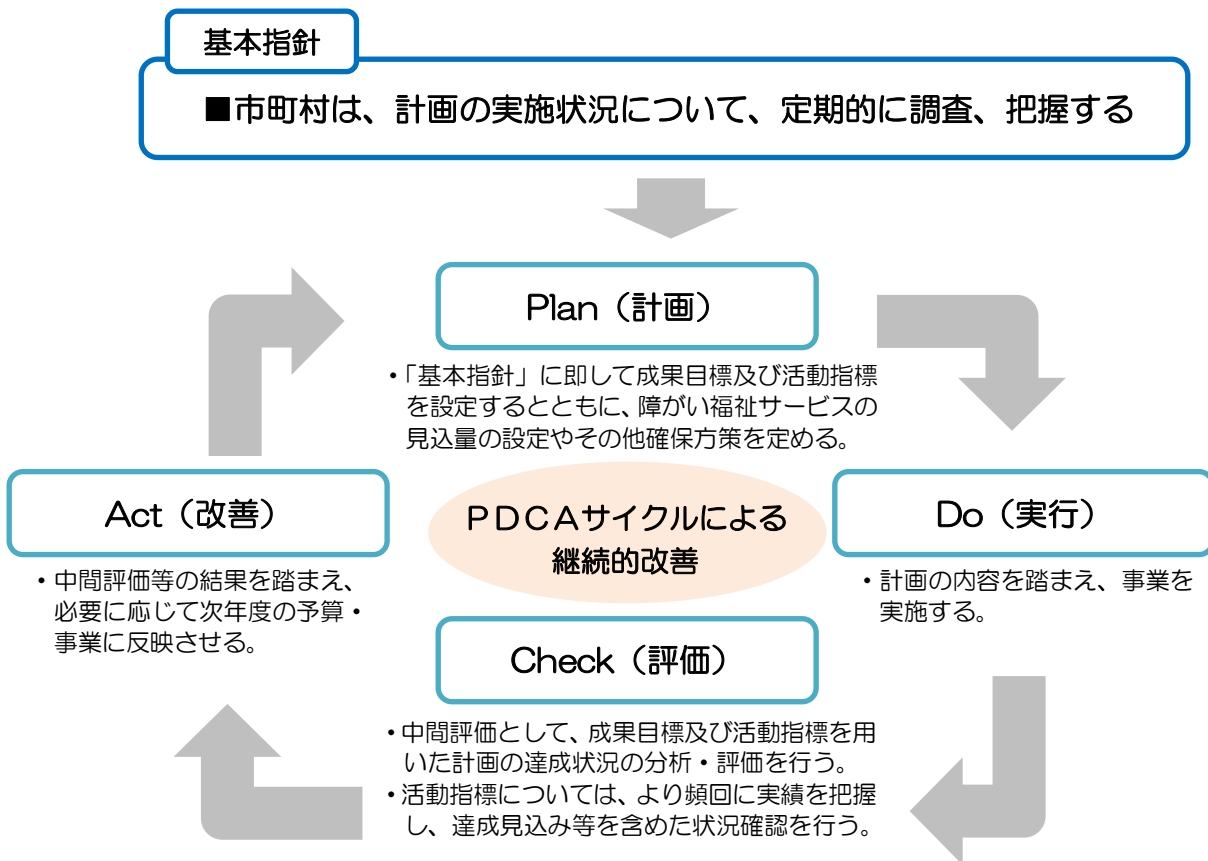 基本指針
■市町村は、計画の実施状況について、定期的に調査、把握する
Plan（計画）
・「基本指針」に即して成果目標及び活動指標
を設定するとともに、障がい福祉サービスの
見込量の設定やその他確保方策を定める。
Act（改善）
・中間評価等の結果を踏まえ、
必要に応じて次年度の予算・
事業に反映させる。
ＰＤＣＡサイクルによる
継続的改善
Do（実行）
・計画の内容を踏まえ、事業を
実施する。
Check（評価）
・中間評価として、成果目標及び活動指標を用
いた計画の達成状況の分析・評価を行う。
・活動指標については、より頻回に実績を把握
し、達成見込み等を含めた状況確認を行う。